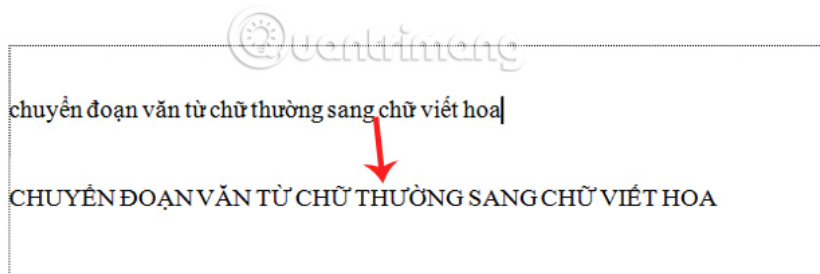 Quantrimang
chuyển đoạn văn từ chữ thường sang chữ viết hoa
CHUYỂN ĐOẠN VĂN TỪ CHỮ THƯỜNG SANG CHỮ VIẾT HOA